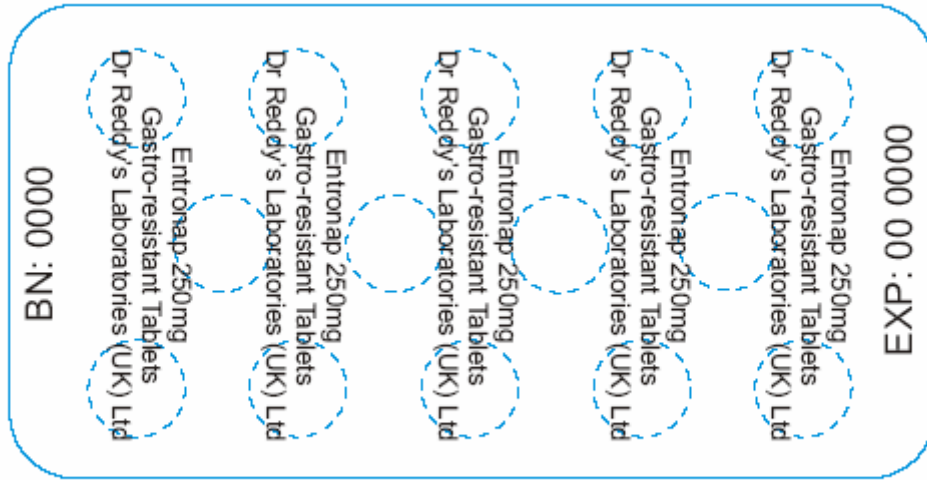 BN: 0000
Entronap 250mg
Gastro-resistant Tablets
Dr Reddy's Laboratories (UK) Ltd
Entronap 250mg
Gastro-resistant Tablets
Dr Reddy's Laboratories (UK) Ltd
Entronap 250mg
Gastro-resistant Tablets
Dr Reddy's Laboratories (UK) Ltd
Entronap 250mg
Gastro-resistant Tablets
Dr Reddy's Laboratories (UK) Ltd
Entronap 250mg
Gastro-resistant Tablets
Dr Reddy's Laboratories (UK) Ltd
EXP: 00 0000